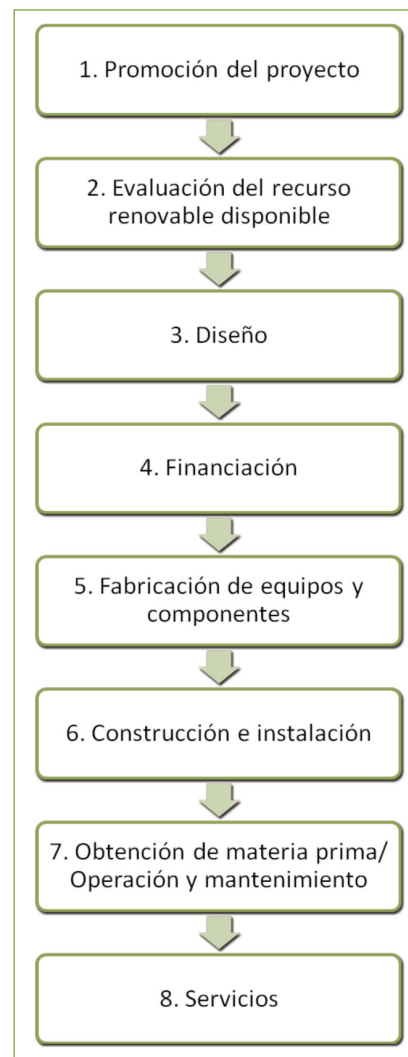 1. Promoción del proyecto
2. Evaluación del recurso
renovable disponible
3. Diseño
4. Financiación
5. Fabricación de equipos y
componentes
6. Construcción e instalación
7. Obtención de materia prima/
Operación y mantenimiento
8. Servicios